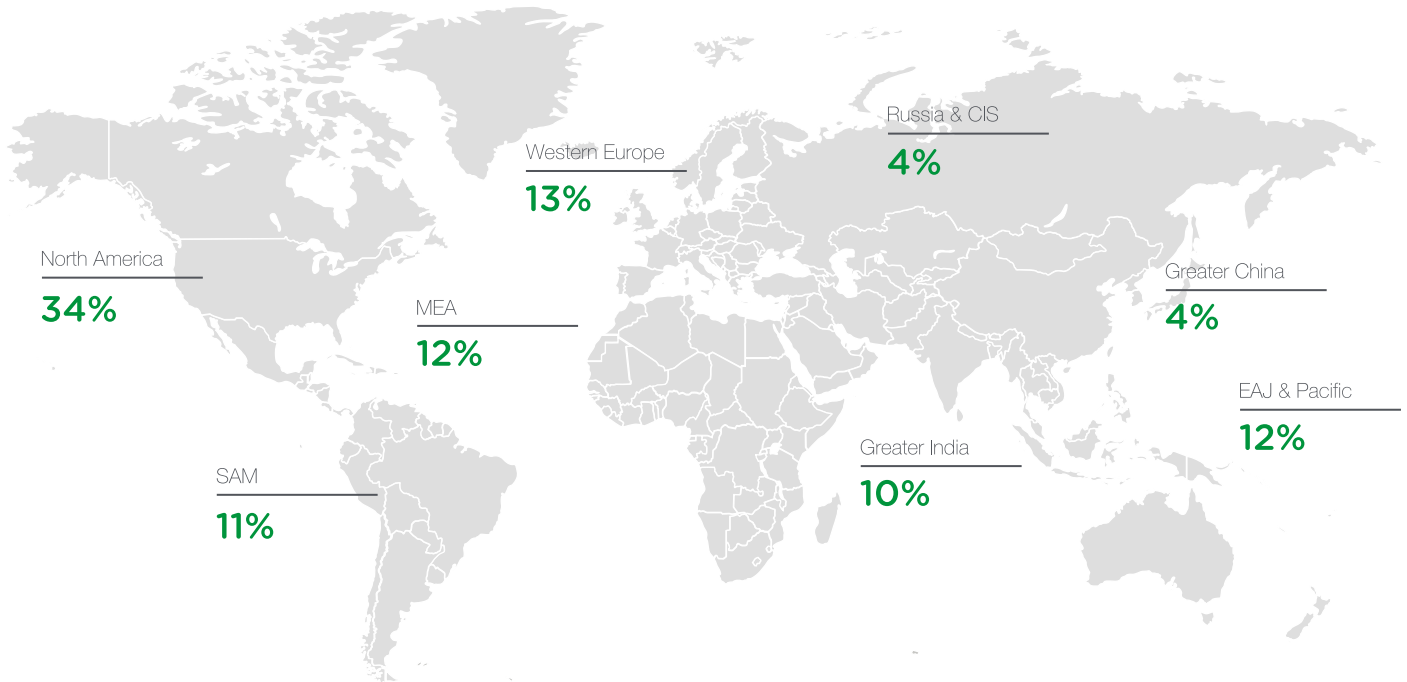 Russia & CIS
4%
Western Europe
13%
North America
34%
Greater China
4%
MEA
12%
EAJ & Pacific
12%
Greater India
10%
SAM
11%